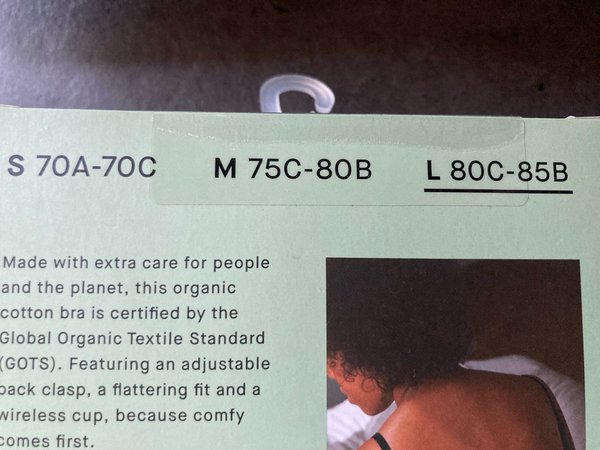 S 70A-70C M 75C-80B L 80C-85B
Made with extra care for people
and the planet, this organic
cotton bra is certified by the
Global Organic Textile Standard
(GOTS). Featuring an adjustable
back clasp, a flattering fit and a
wireless cup, because comfy
comes first.